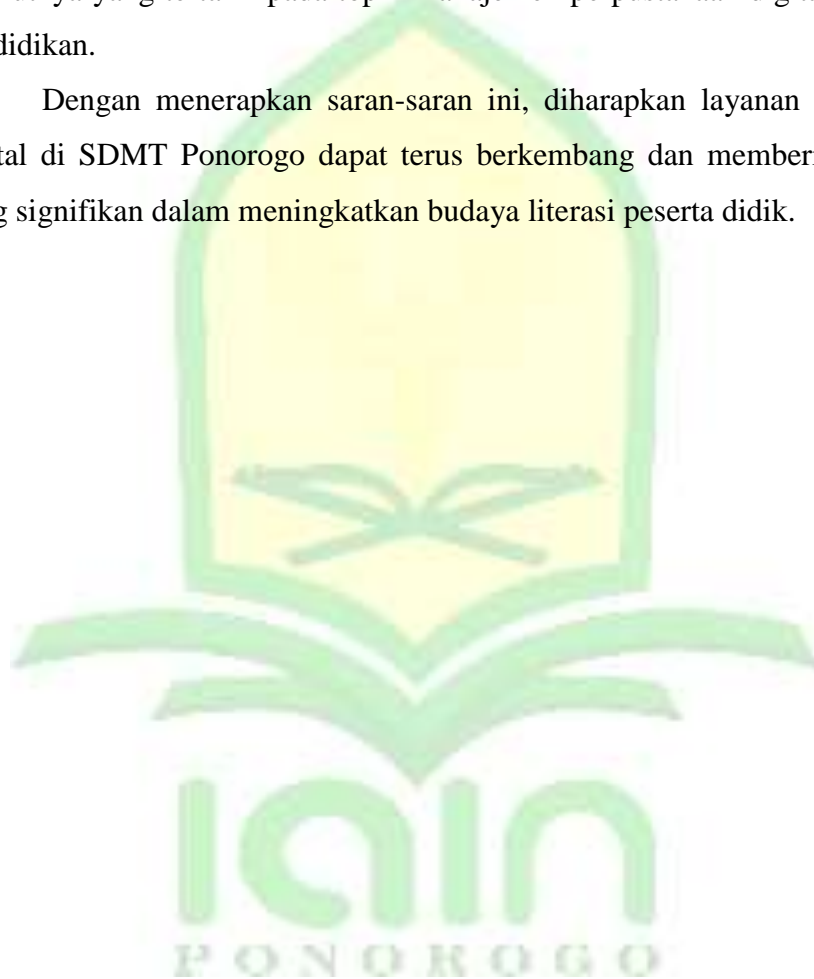 didikan.
Dengan menerapkan saran-saran ini, diharapkan layanan
tal di SDMT Ponorogo dapat terus berkembang dan member
g signifikan dalam meningkatkan budaya literasi peserta didik.
iain
PONOROGO